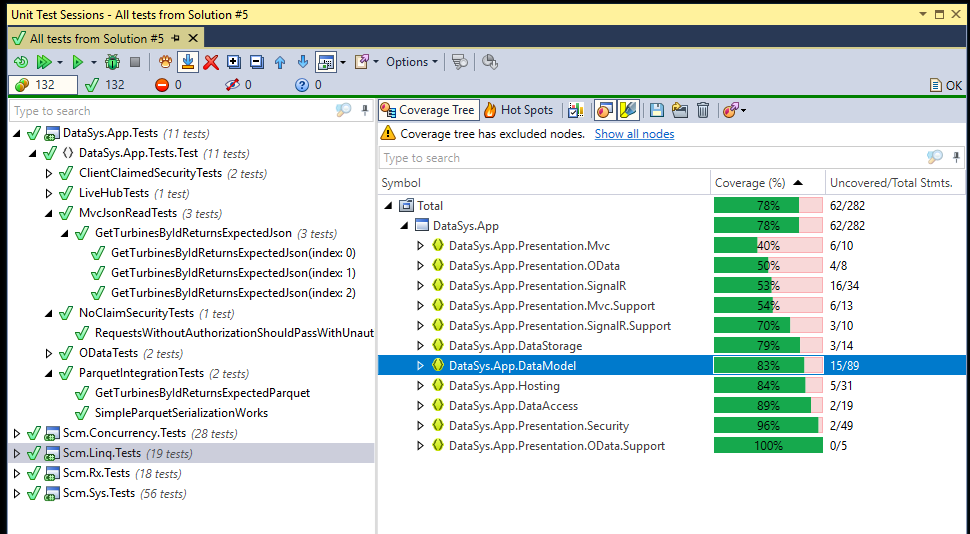 Unit Test Sessions - All tests from Solution #5
All tests from Solution #5
Options
132
132
0
0
0
OK
Type to search
DataSys.App.Tests (11 tests)
DataSys.App.Tests.Test (11 tests)
ClientClaimedSecurityTests (2 tests)
LiveHubTests (1 test)
MvcJsonReadTests (3 tests)
GetTurbinesByIdReturnsExpectedJson (3 tests)
GetTurbinesByIdReturnsExpectedJson(index: 0)
GetTurbinesByIdReturnsExpectedJson(index: 1)
GetTurbinesByIdReturnsExpectedJson(index: 2)
NoClaimSecurityTests (1 test)
RequestsWithoutAuthorizationShouldPassWithUnaut
ODataTests (2 tests)
ParquetIntegrationTests (2 tests)
GetTurbinesByIdReturnsExpectedParquet
SimpleParquetSerializationWorks
Scm.Concurrency.Tests (28 tests)
Scm.Linq.Tests (19 tests)
Scm.Rx.Tests (18 tests)
Scm.Sys.Tests (56 tests)
Coverage Tree
Hot Spots
Coverage tree has excluded nodes. Show all nodes
Type to search
Symbol Coverage (%) Uncovered/Total Stmts.
Total 78% 62/282
DataSys.App 78% 62/282
DataSys.App.Presentation.Mvc 40% 6/10
DataSys.App.Presentation.OData 50% 4/8
DataSys.App.Presentation.SignalR 53% 16/34
DataSys.App.Presentation.Mvc.Support 54% 6/13
DataSys.App.Presentation.SignalR.Support 70% 3/10
DataSys.App.DataStorage 79% 3/14
DataSys.App.DataModel 83% 15/89
DataSys.App.Hosting 84% 5/31
DataSys.App.DataAccess 89% 2/19
DataSys.App.Presentation.Security 96% 2/49
DataSys.App.Presentation.OData.Support 100% 0/5